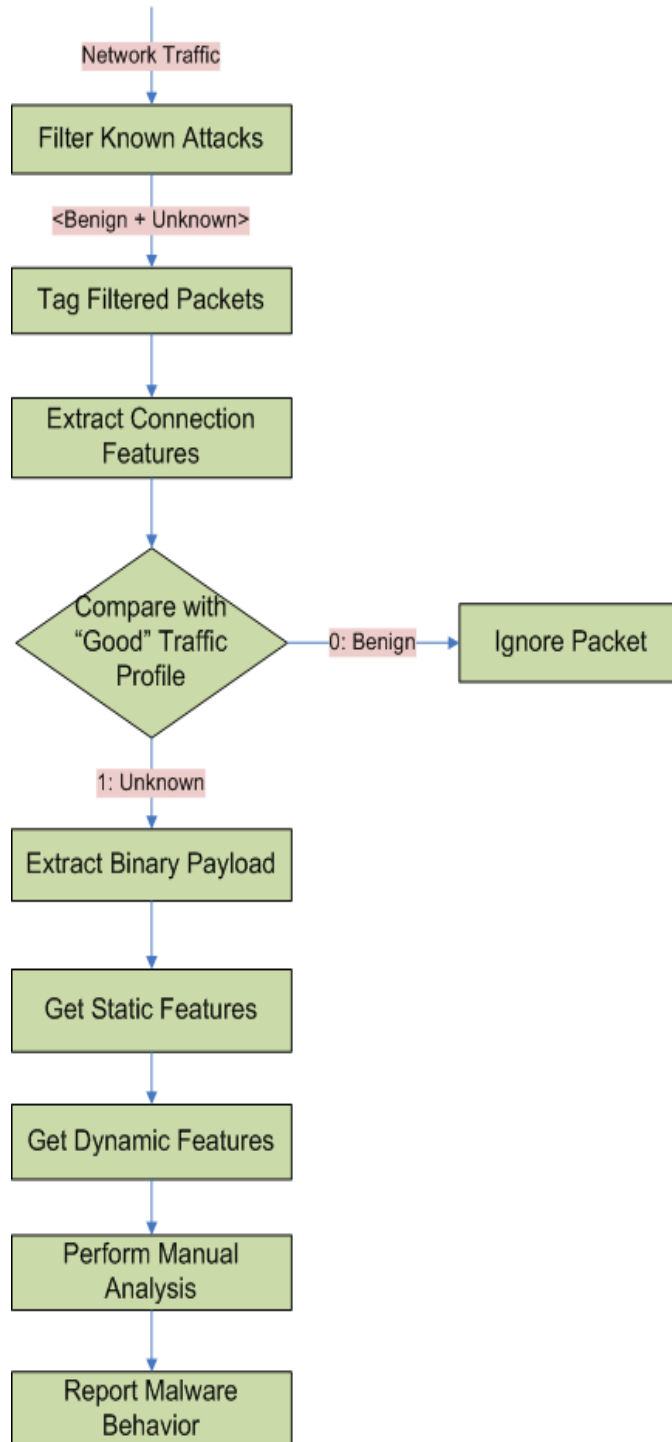 Network Traffic
Filter Known Attacks
<Benign + Unknown>
Tag Filtered Packets
Extract Connection
Features
Compare with
“Good” Traffic
Profile
0: Benign
Ignore Packet
1: Unknown
Extract Binary Payload
Get Static Features
Get Dynamic Features
Perform Manual
Analysis
Report Malware
Behavior